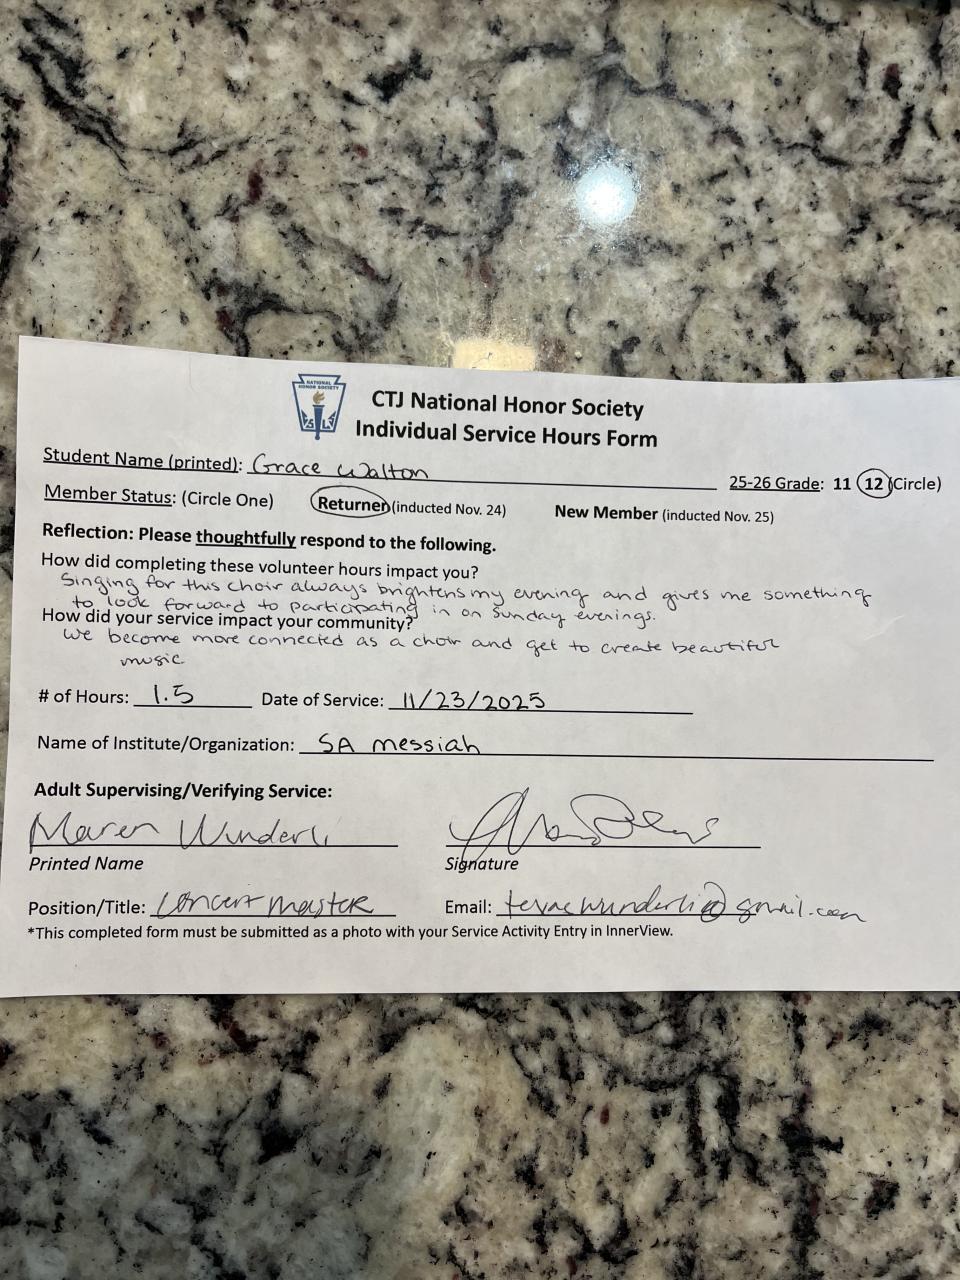 NATIONAL
HONOR SOCIETY
CTJ National Honor Society
Individual Service Hours Form
Student Name (printed): Grace Walton
25-26 Grade: 11 12 (Circle)
Member Status: (Circle One) Returner (inducted Nov. 24) New Member (inducted Nov. 25)
Reflection: Please thoughtfully respond to the following.
How did completing these volunteer hours impact you?
Singing for this choir always brightens my evening and gives me something
to look forward to participating in on Sunday evenings.
How did your service impact your community?
We become more connected as a choir and get to create beautiful
music
# of Hours: 1.5 Date of Service: 11/23/2025
Name of Institute/Organization: SA messiah
Adult Supervising/Verifying Service:
Maren Wunderli
Printed Name Signature
Position/Title: Concert master Email: texaswunderli@gmail.com
*This completed form must be submitted as a photo with your Service Activity Entry in InnerView.